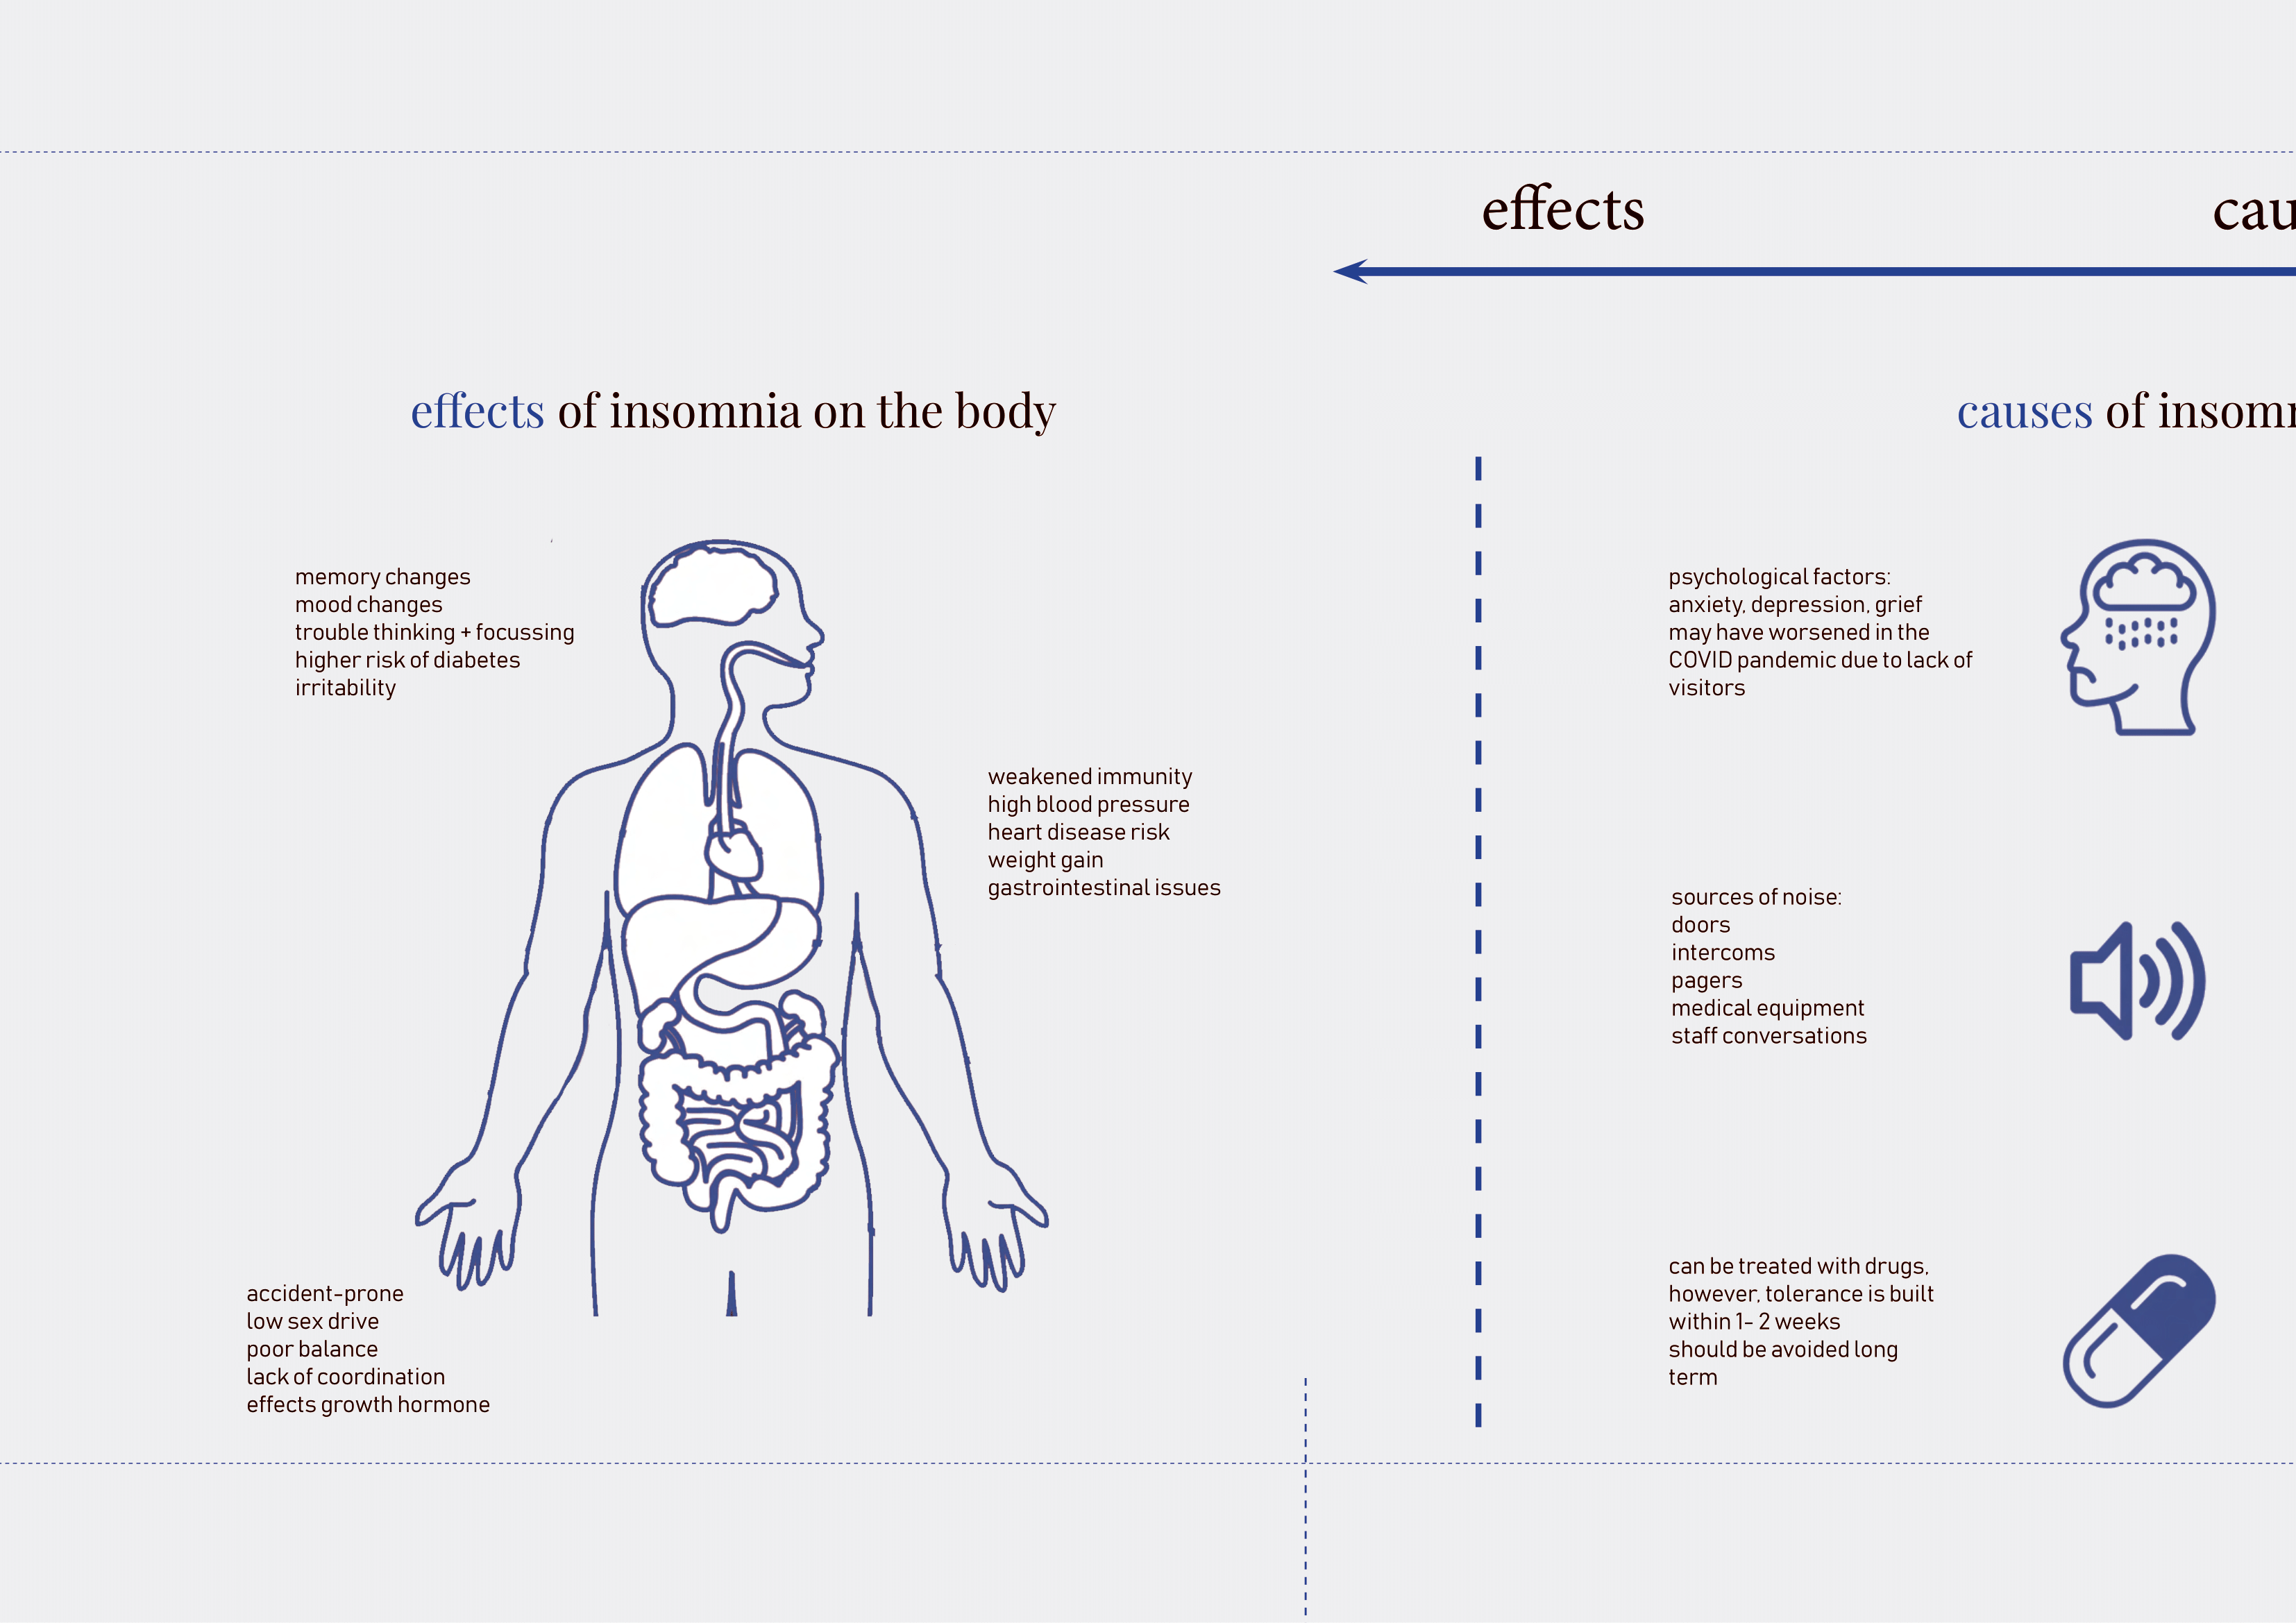 effects
cau
effects of insomnia on the body
causes of insom
memory changes
mood changes
trouble thinking + focussing
higher risk of diabetes
irritability
weakened immunity
high blood pressure
heart disease risk
weight gain
gastrointestinal issues
accident-prone
low sex drive
poor balance
lack of coordination
effects growth hormone
psychological factors:
anxiety, depression, grief
may have worsened in the
COVID pandemic due to lack of
visitors
sources of noise:
doors
intercoms
pagers
medical equipment
staff conversations
can be treated with drugs,
however, tolerance is built
within 1- 2 weeks
should be avoided long
term